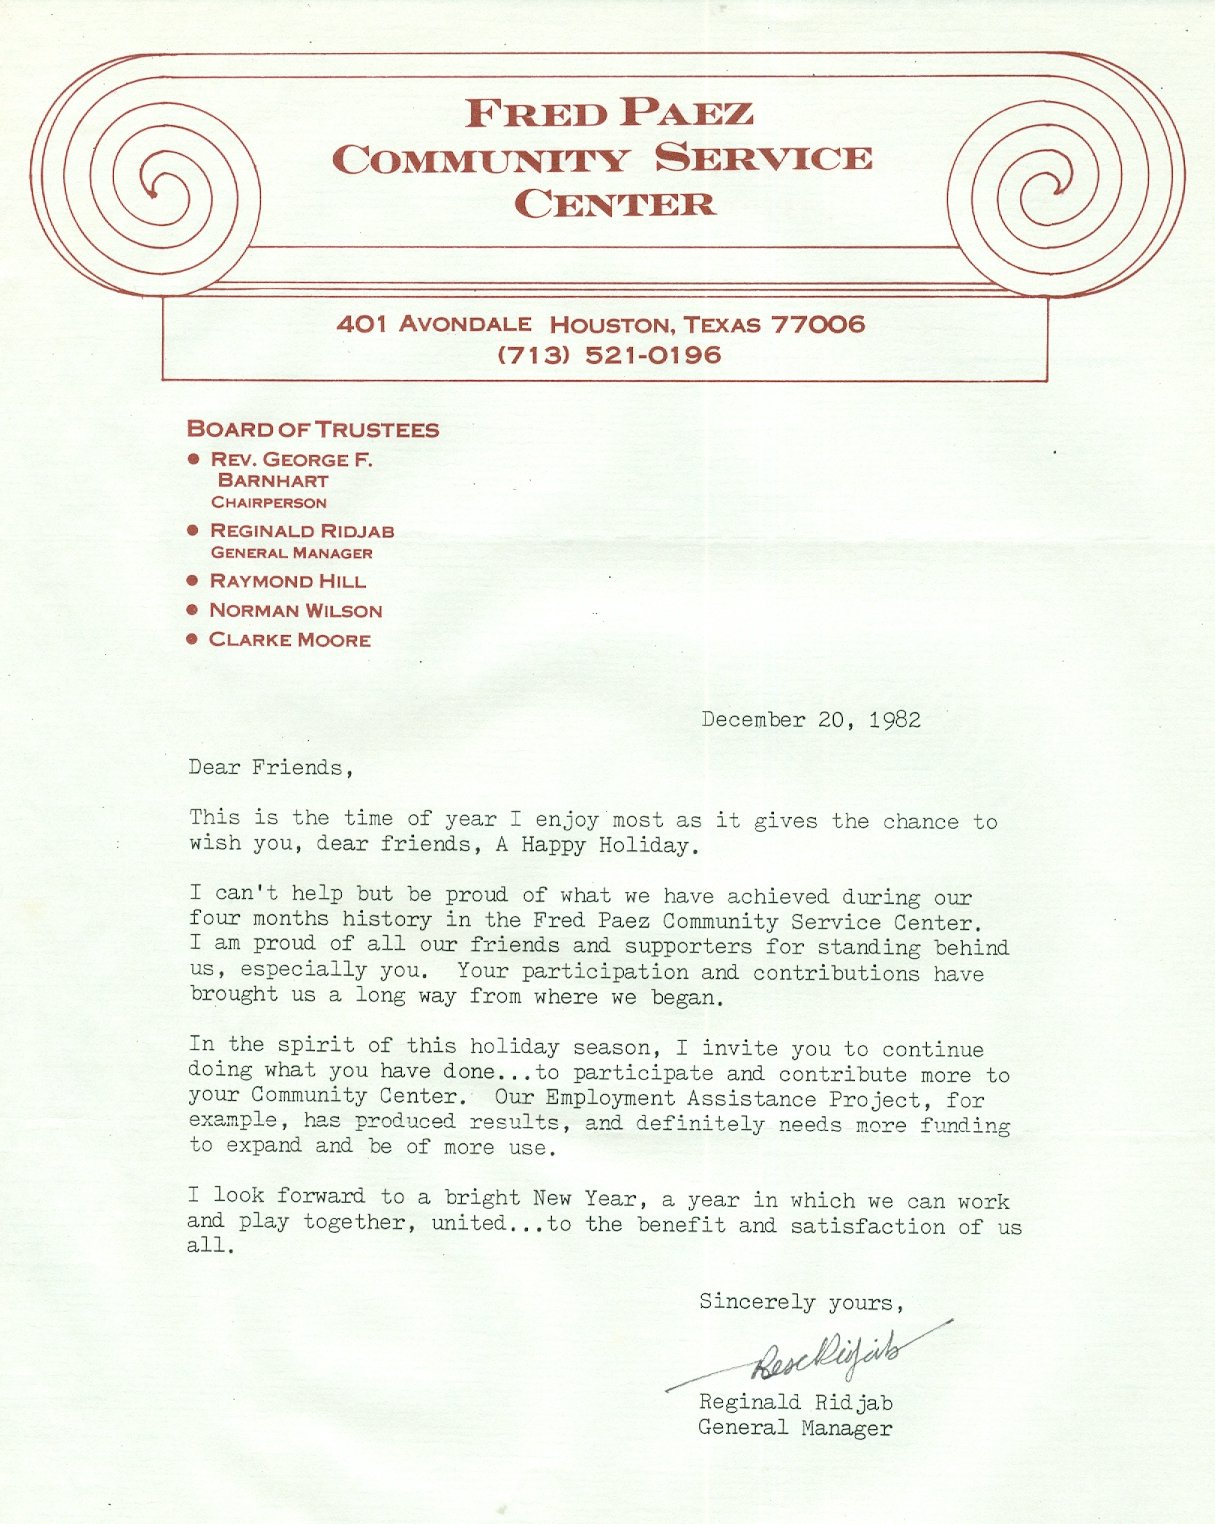 FRED PAEZ
COMMUNITY SERVICE
CENTER
401 AVONDALE HOUSTON, TEXAS 77006
(713) 521-0196
BOARD OF TRUSTEES
• REV. GEORGE F.
BARNHART
CHAIRPERSON
• REGINALD RIDJAB
GENERAL MANAGER
• RAYMOND HILL
• NORMAN WILSON
• CLARKE MOORE
December 20, 1982
Dear Friends,
This is the time of year I enjoy most as it gives the chance to
wish you, dear friends, A Happy Holiday.
I can't help but be proud of what we have achieved during our
four months history in the Fred Paez Community Service Center.
I am proud of all our friends and supporters for standing behind
us, especially you.  Your participation and contributions have
brought us a long way from where we began.
In the spirit of this holiday season, I invite you to continue
doing what you have done...to participate and contribute more to
your Community Center.  Our Employment Assistance Project, for
example, has produced results, and definitely needs more funding
to expand and be of more use.
I look forward to a bright New Year, a year in which we can work
and play together, united...to the benefit and satisfaction of us
all.
Sincerely yours,
Reginald Ridjab
General Manager